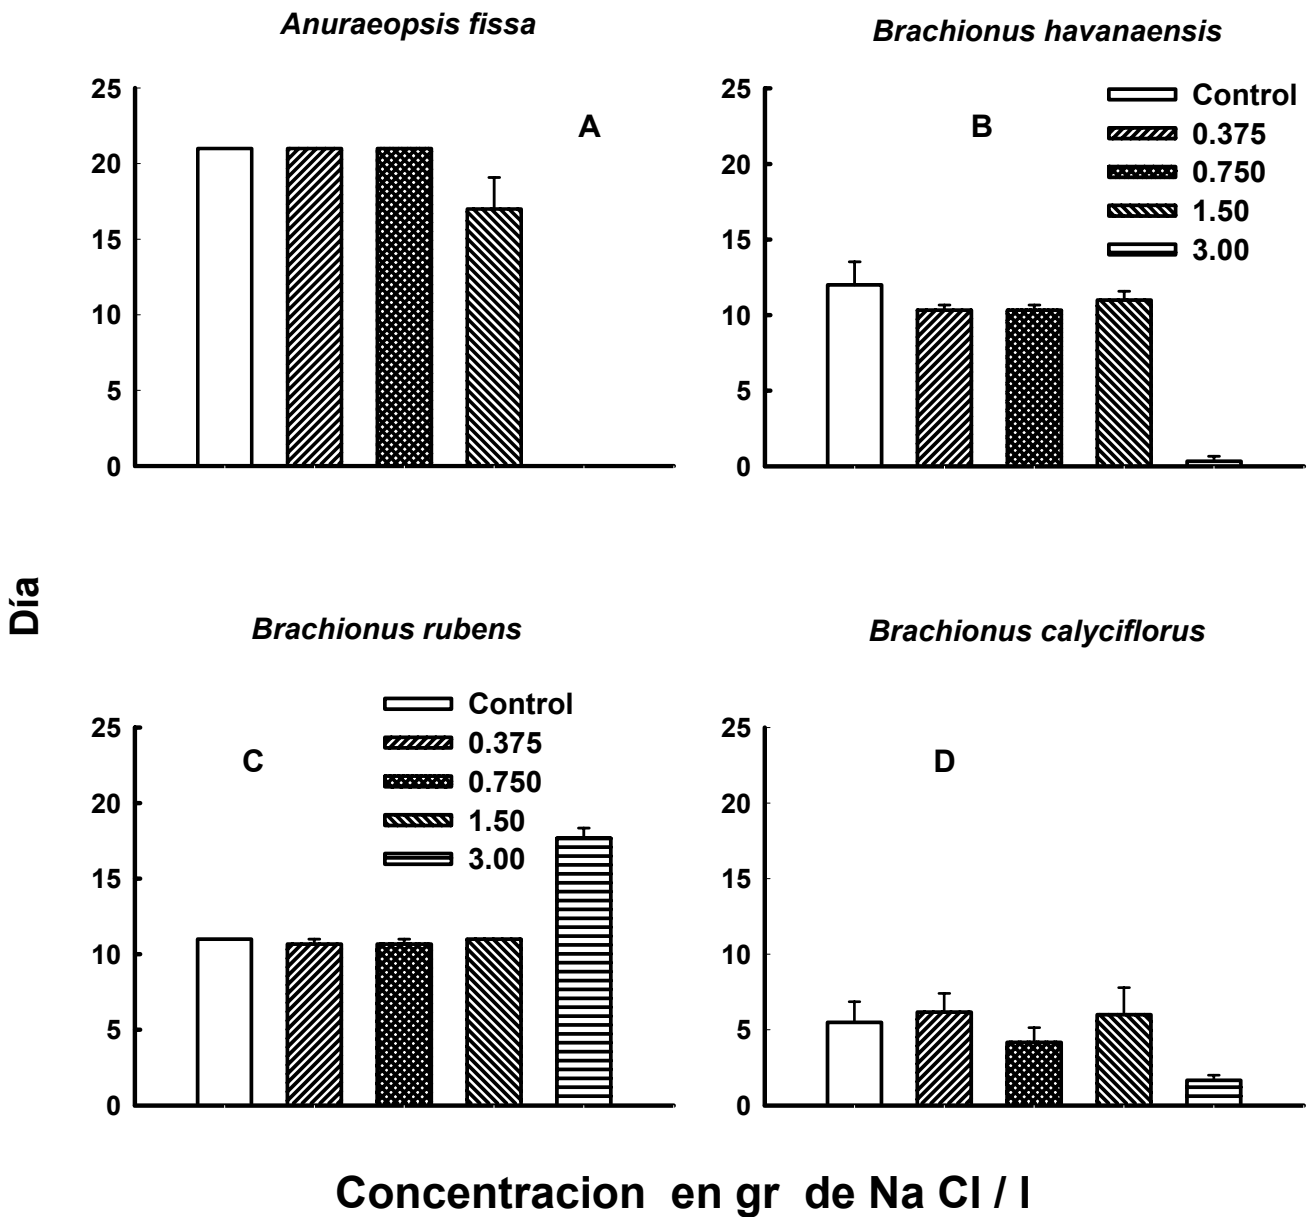 Anuraeopsis fissa
Brachionus havanaensis
25
20
15
10
5
0
A
25
20
15
10
5
0
B
Control
0.375
0.750
1.50
3.00
Día
Brachionus rubens
Brachionus calyciflorus
25
20
15
10
5
0
C
Control
0.375
0.750
1.50
3.00
25
20
15
10
5
0
D
Concentracion en gr de Na Cl / l